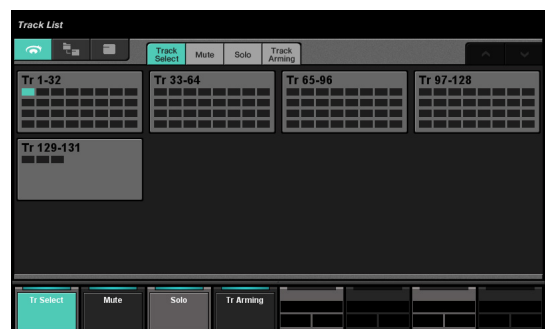 Track List
Track
Select
Mute
Solo
Track
Arming
Tr 1-32
Tr 33-64
Tr 65-96
Tr 97-128
Tr 129-131
Tr Select
Mute
Solo
Tr Arming